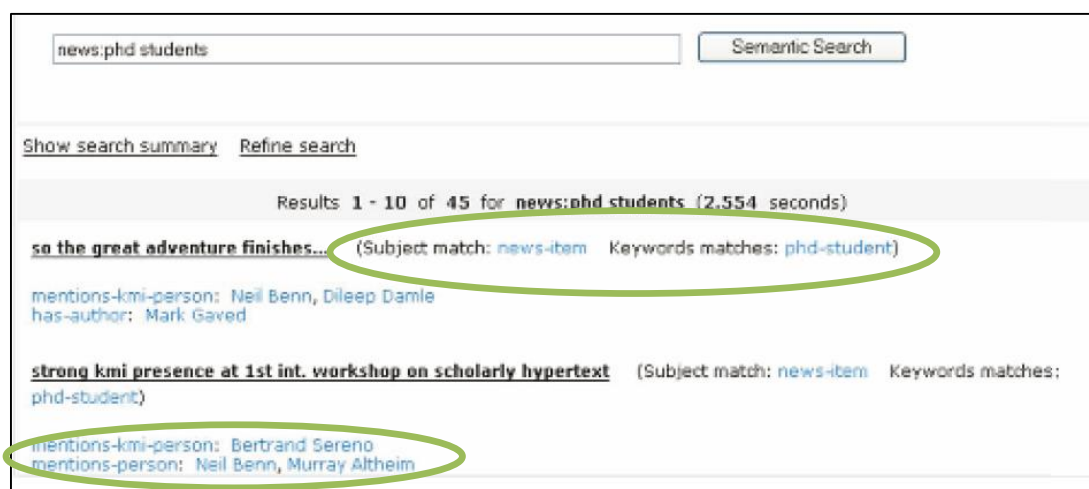 news:phd students Semantic Search
Show search summary Refine search
Results 1 - 10 of 45 for news:phd students (2.554 seconds)
so the great adventure finishes... (Subject match: news-item Keywords matches: phd-student)
mentions-kmi-person: Neil Benn, Dileep Damle
has-author: Mark Gaved
strong kmi presence at 1st int. workshop on scholarly hypertext (Subject match: news-item Keywords matches:
phd-student)
mentions-kmi-person: Bertrand Sereno
mentions-person: Neil Benn, Murray Altheim